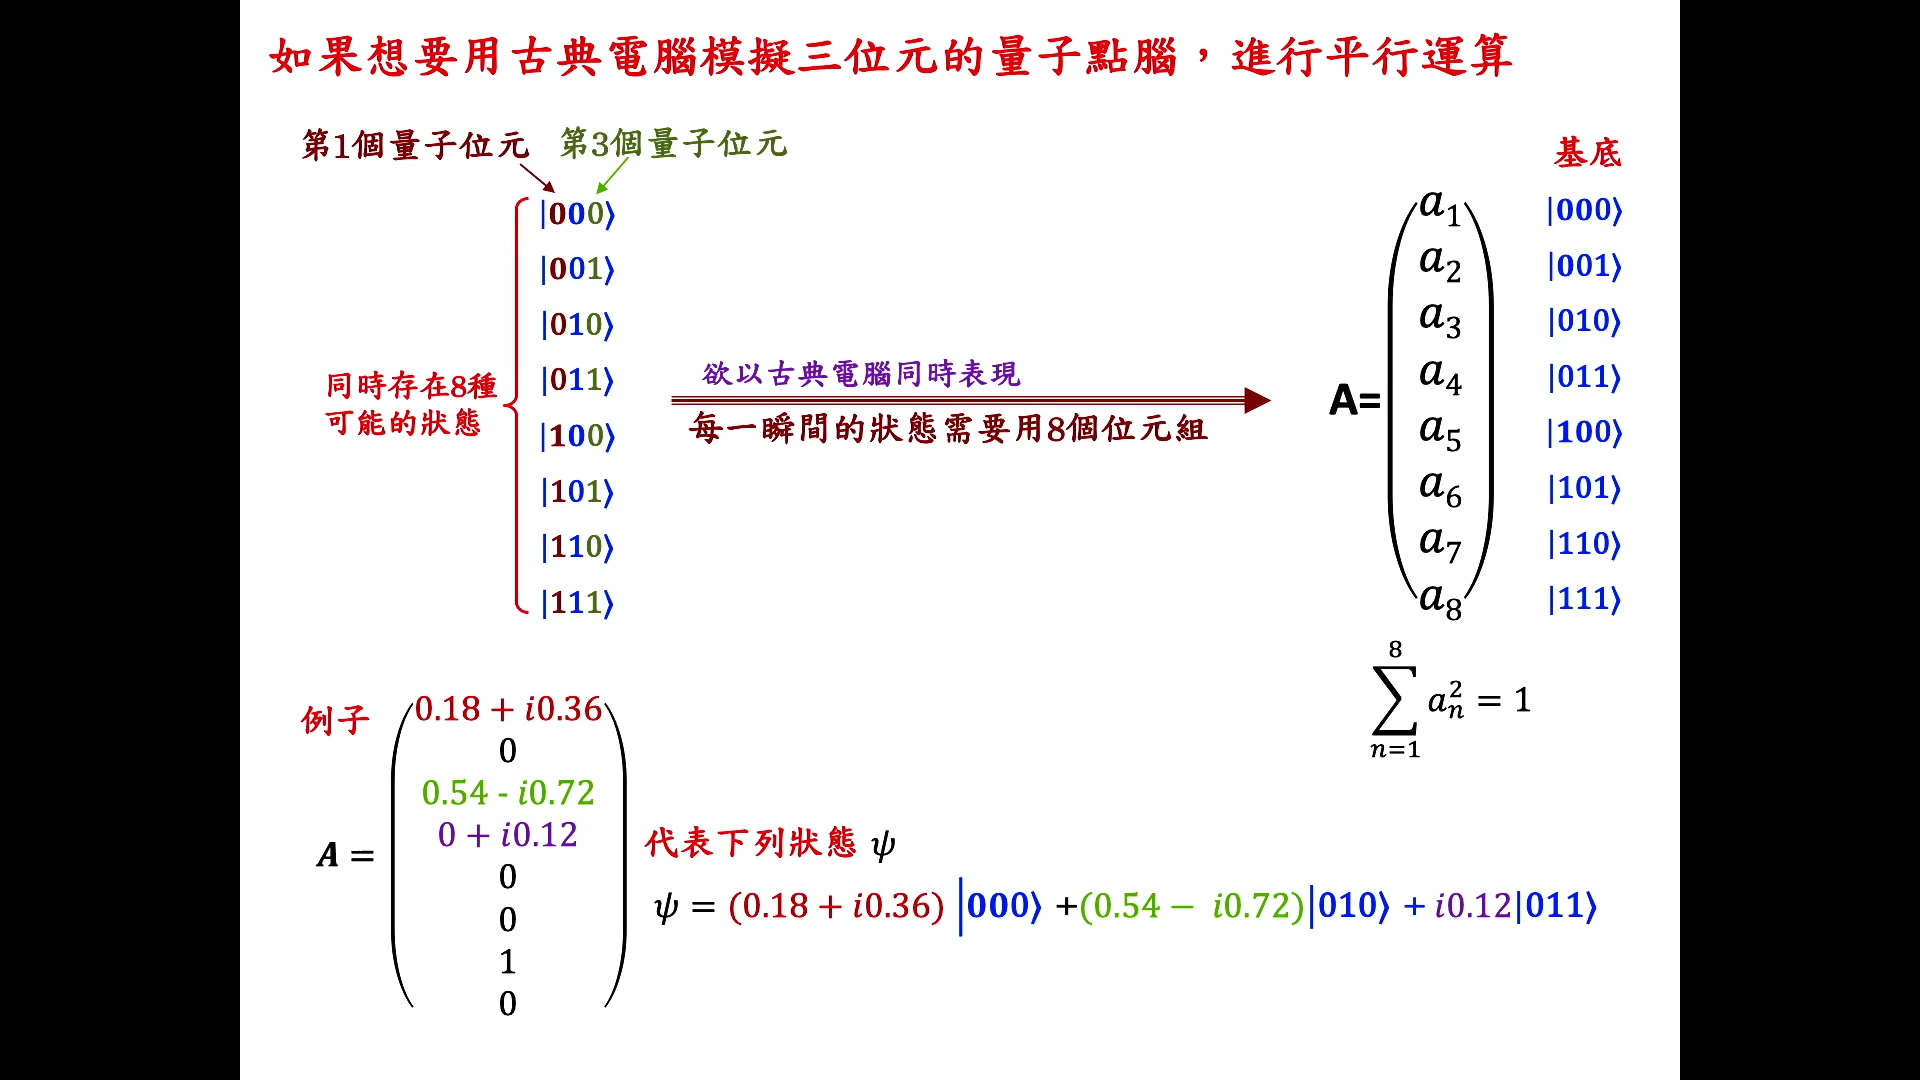 如果想要用古典電腦模擬三位元的量子點腦，進行平行運算
第1個量子位元 第3個量子位元
|000⟩
|001⟩
|010⟩
|011⟩
|100⟩
|101⟩
|110⟩
|111⟩
同時存在8種
可能的狀態
欲以古典電腦同時表現
每一瞬間的狀態需要用8個位元組
基底
A=
a₁ |000⟩
a₂ |001⟩
a₃ |010⟩
a₄ |011⟩
a₅ |100⟩
a₆ |101⟩
a₇ |110⟩
a₈ |111⟩
∑_{n=1}^{8} a_n^2 = 1
例子
A =
0.18 + i0.36
0
0.54 - i0.72
0 + i0.12
0
0
1
0
代表下列狀態 ψ
ψ = (0.18 + i0.36) |000⟩ +(0.54 − i0.72)|010⟩ + i0.12|011⟩